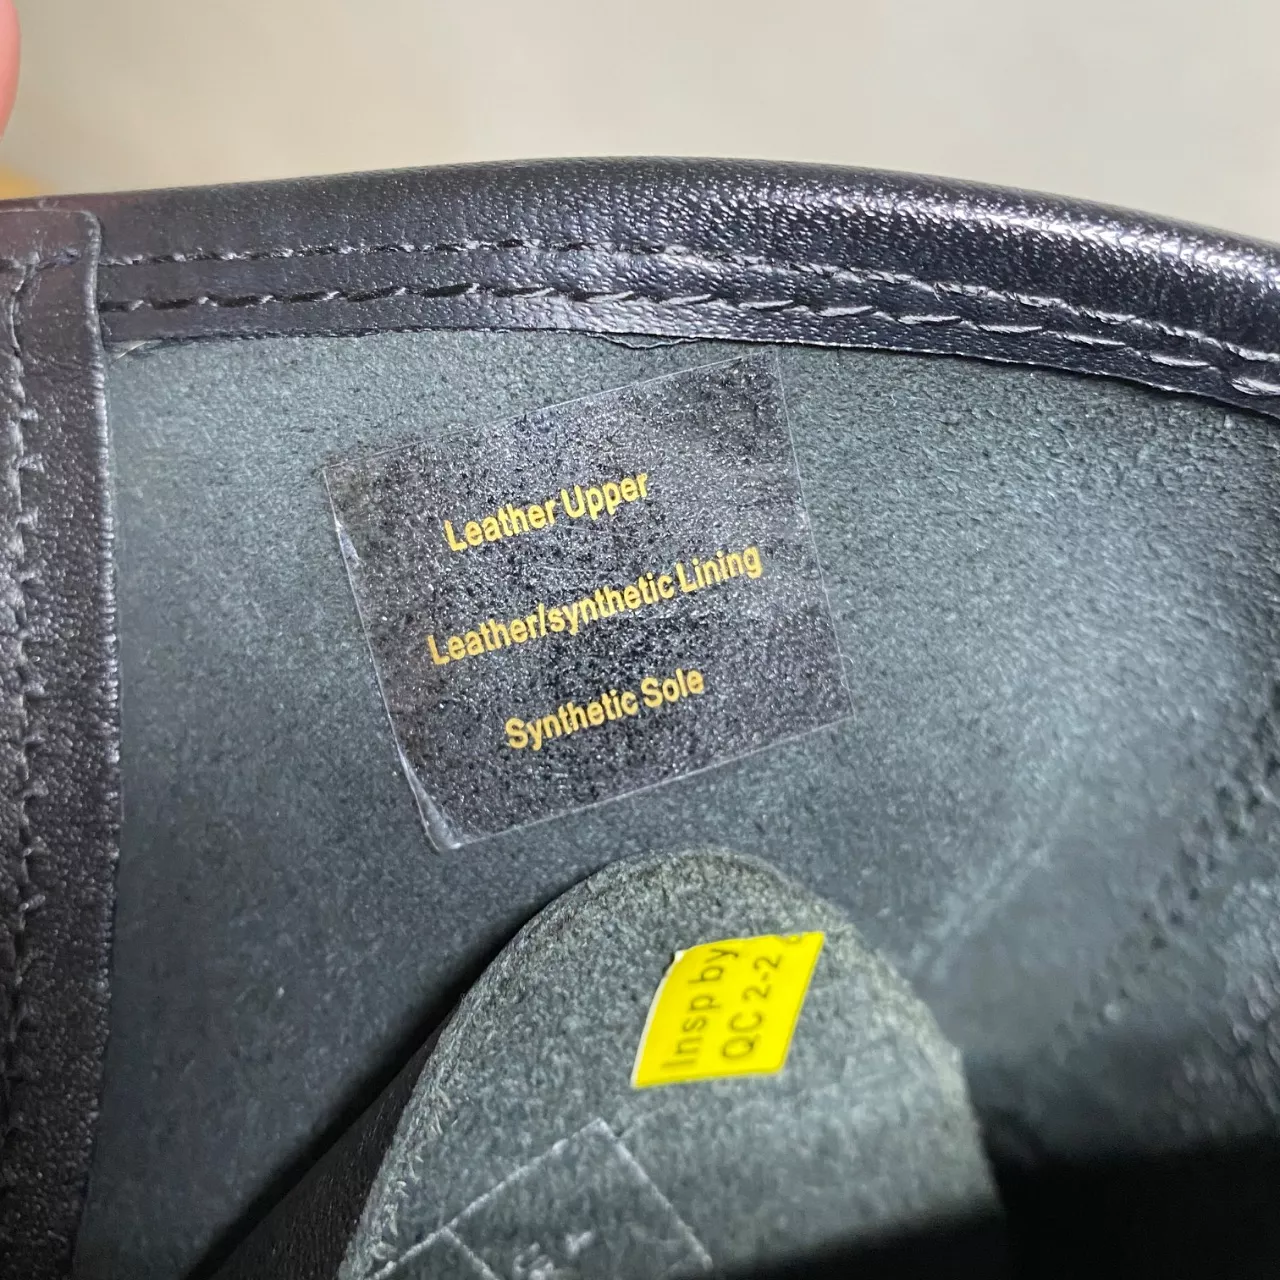 Leather Upper
Leather/synthetic Lining
Synthetic Sole
Insp by
QC 2-2